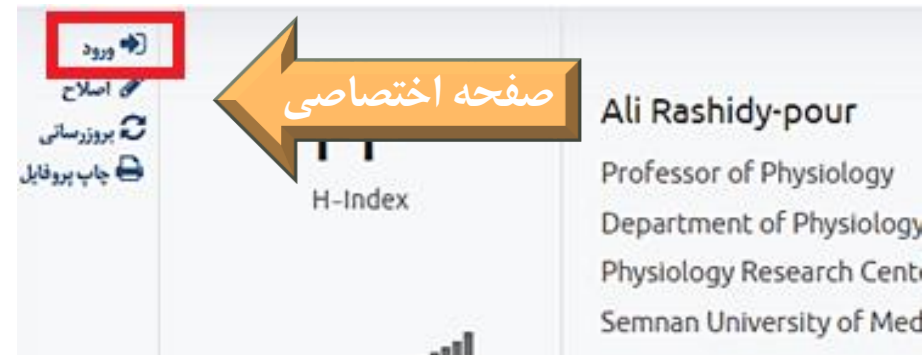 ورود
اصلاح
بروزرسانی
چاپ پروفایل
صفحه اختصاصی
H-Index
Ali Rashidy-pour
Professor of Physiology
Department of Physiology
Physiology Research Cent
Semnan University of Med